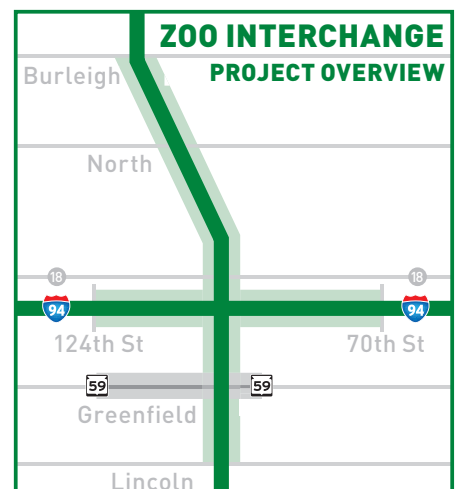 ZOO INTERCHANGE
PROJECT OVERVIEW
Burleigh
North
18
18
94
94
124th St
70th St
59
59
Greenfield
Lincoln